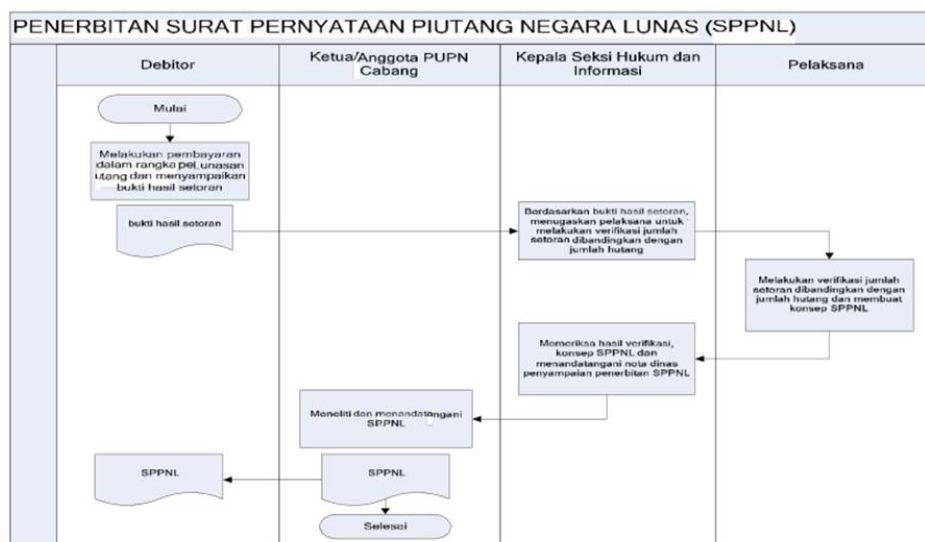 PENERBITAN SURAT PERNYATAAN PIUTANG NEGARA LUNAS (SPPNL)
Debitor
Ketua/Anggota PUPN
Cabang
Kepala Seksi Hukum dan
Informasi
Pelaksana
Mulai
Melakukan pembayaran
dalam rangka pelunasan
utang dan menyampaikan
bukti hasil setoran
bukti hasil setoran
Berdasarkan bukti hasil setoran,
menugaskan pelaksana untuk
melakukan verifikasi jumlah
setoran dibandingkan dengan
jumlah hutang
Melakukan verifikasi jumlah
setoran dibandingkan dengan
jumlah hutang dan membuat
konsep SPPNL
Memeriksa hasil verifikasi,
konsep SPPNL dan
menandatangani nota dinas
penyampaian penerbitan SPPNL
Meneliti dan menandatangani
SPPNL
SPPNL
SPPNL
Selesai